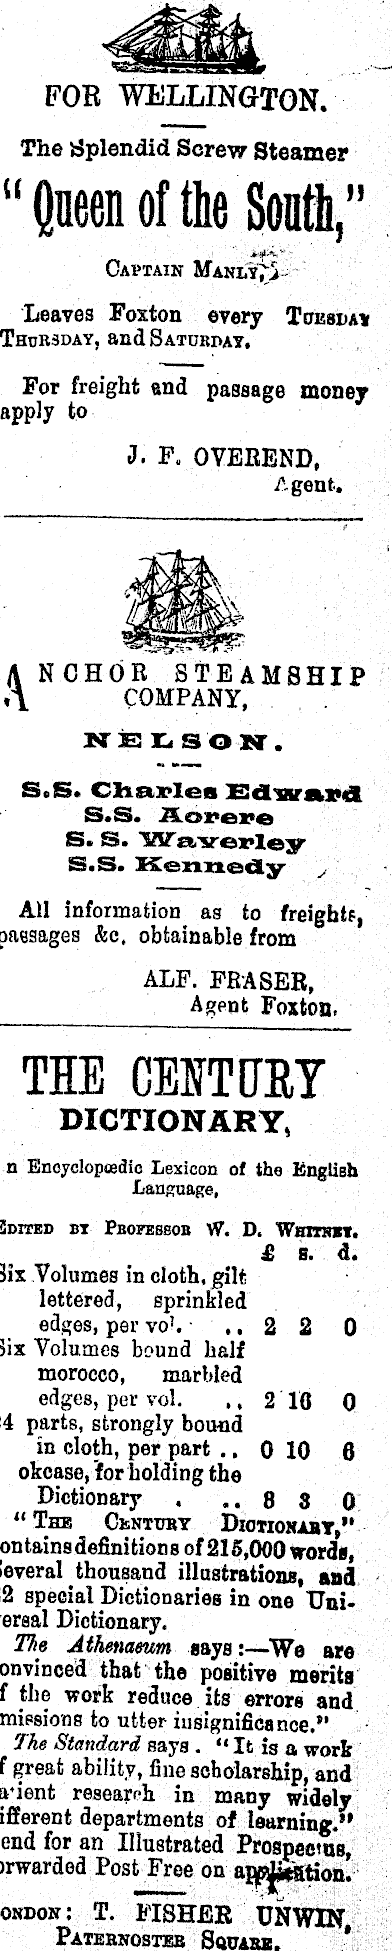 FOR WELLINGTON.
The Splendid Screw Steamer
"Queen of the South,"
CAPTAIN MANLY,
Leaves Foxton every TUESDAY
THURSDAY, and SATURDAY.
For freight and passage money
apply to
J. F. OVEREND,
Agent.
ANCHOR STEAMSHIP
COMPANY,
NELSON.
S.S. Charles Edward
S.S. Aorere
S. S. Waverley
S.S. Kennedy
All information as to freights,
passages &c. obtainable from
ALF. FRASER,
Agent Foxton.
THE CENTURY
DICTIONARY,
n Encyclopœdic Lexicon of the English
Language,
EDITED BY PROFESSOR W. D. WHITNEY.
£ s. d.
Six Volumes in cloth, gilt
lettered, sprinkled
edges, per vol. .. 2 2 0
Six Volumes bound half
morocco, marbled
edges, per vol. .. 2 16 0
4 parts, strongly bound
in cloth, per part .. 0 10 6
okcase, for holding the
Dictionary . .. 8 3 0
"THE CENTURY DICTIONARY,"
ontains definitions of 215,000 words,
several thousand illustrations, and
2 special Dictionaries in one Uni-
ersal Dictionary.
The Athenaeum says:—We are
onvinced that the positive merits
f the work reduce its errors and
missions to utter insignificance."
The Standard says . "It is a work
f great ability, fine scholarship, and
a ient research in many widely
ifferent departments of learning."
end for an Illustrated Prospectus,
orwarded Post Free on application.
ONDON: T. FISHER UNWIN,
PATERNOSTER SQUARE.